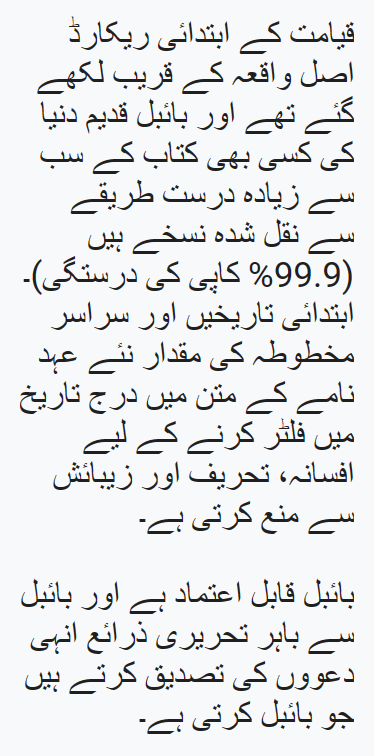 قیامت کے ابتدائی ریکارڈ
اصل واقعہ کے قریب لکھے
گئے تھے اور بائبل قدیم دنیا
کی کسی بھی کتاب کے سب
سے زیادہ درست طریقے
سے نقل شدہ نسخے ہیں
(99.9% کاپی کی درستگی)۔
ابتدائی تاریخیں اور سراسر
مخطوطہ کی مقدار نئے عہد
نامے کے متن میں درج تاریخ
میں فلٹر کرنے کے لیے
افسانہ، تحریف اور زیبائش
سے منع کرتی ہے۔
بائبل قابل اعتماد ہے اور بائبل
سے باہر تحریری ذرائع انہی
دعووں کی تصدیق کرتے ہیں
جو بائبل کرتی ہے۔